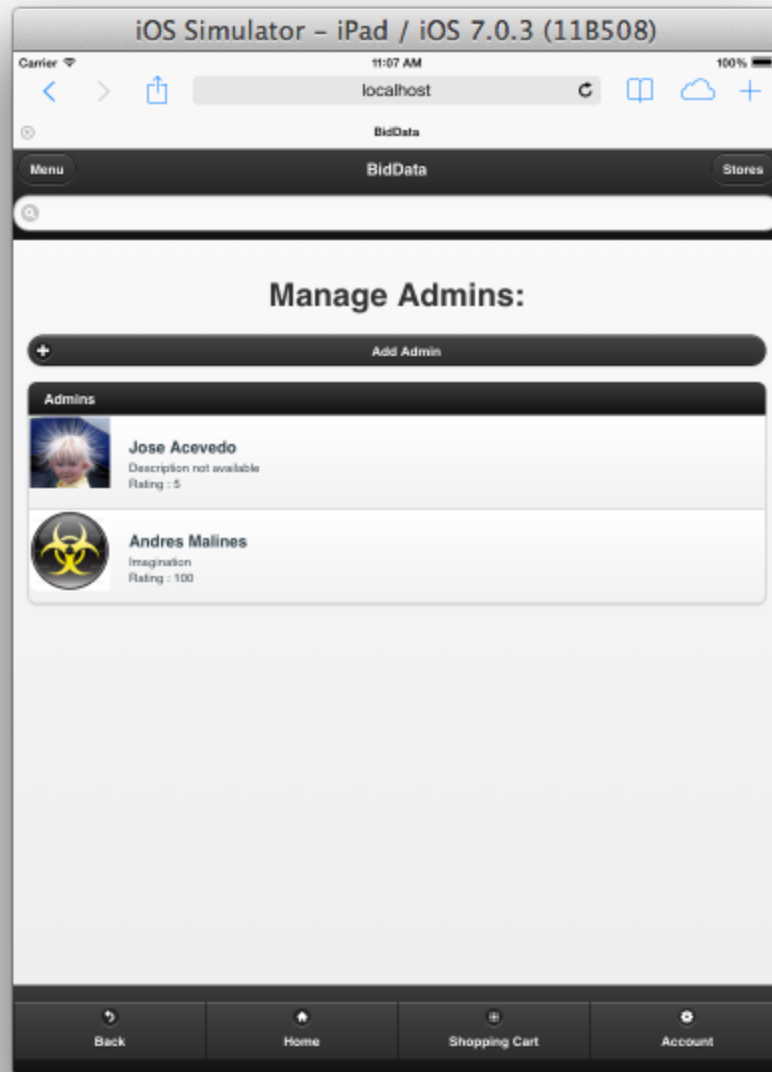 iOS Simulator – iPad / iOS 7.0.3 (11B508)
Carrier 11:07 AM 100%
localhost
BidData
Menu BidData Stores
Manage Admins:
Add Admin
Admins
Jose Acevedo
Description not available
Rating : 5
Andres Malines
Imagination
Rating : 100
Back Home Shopping Cart Account